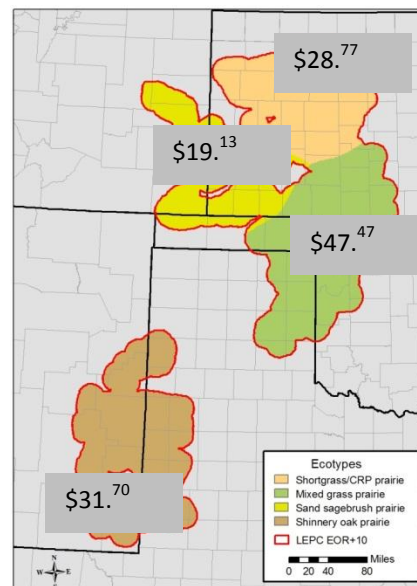 $28.77
$19.13
$47.47
$31.70
Ecotypes
Shortgrass/CRP prairie
Mixed grass prairie
Sand sagebrush prairie
Shinnery oak prairie
LEPC EOR+10
Miles
0 20 40 80
N
W E
S